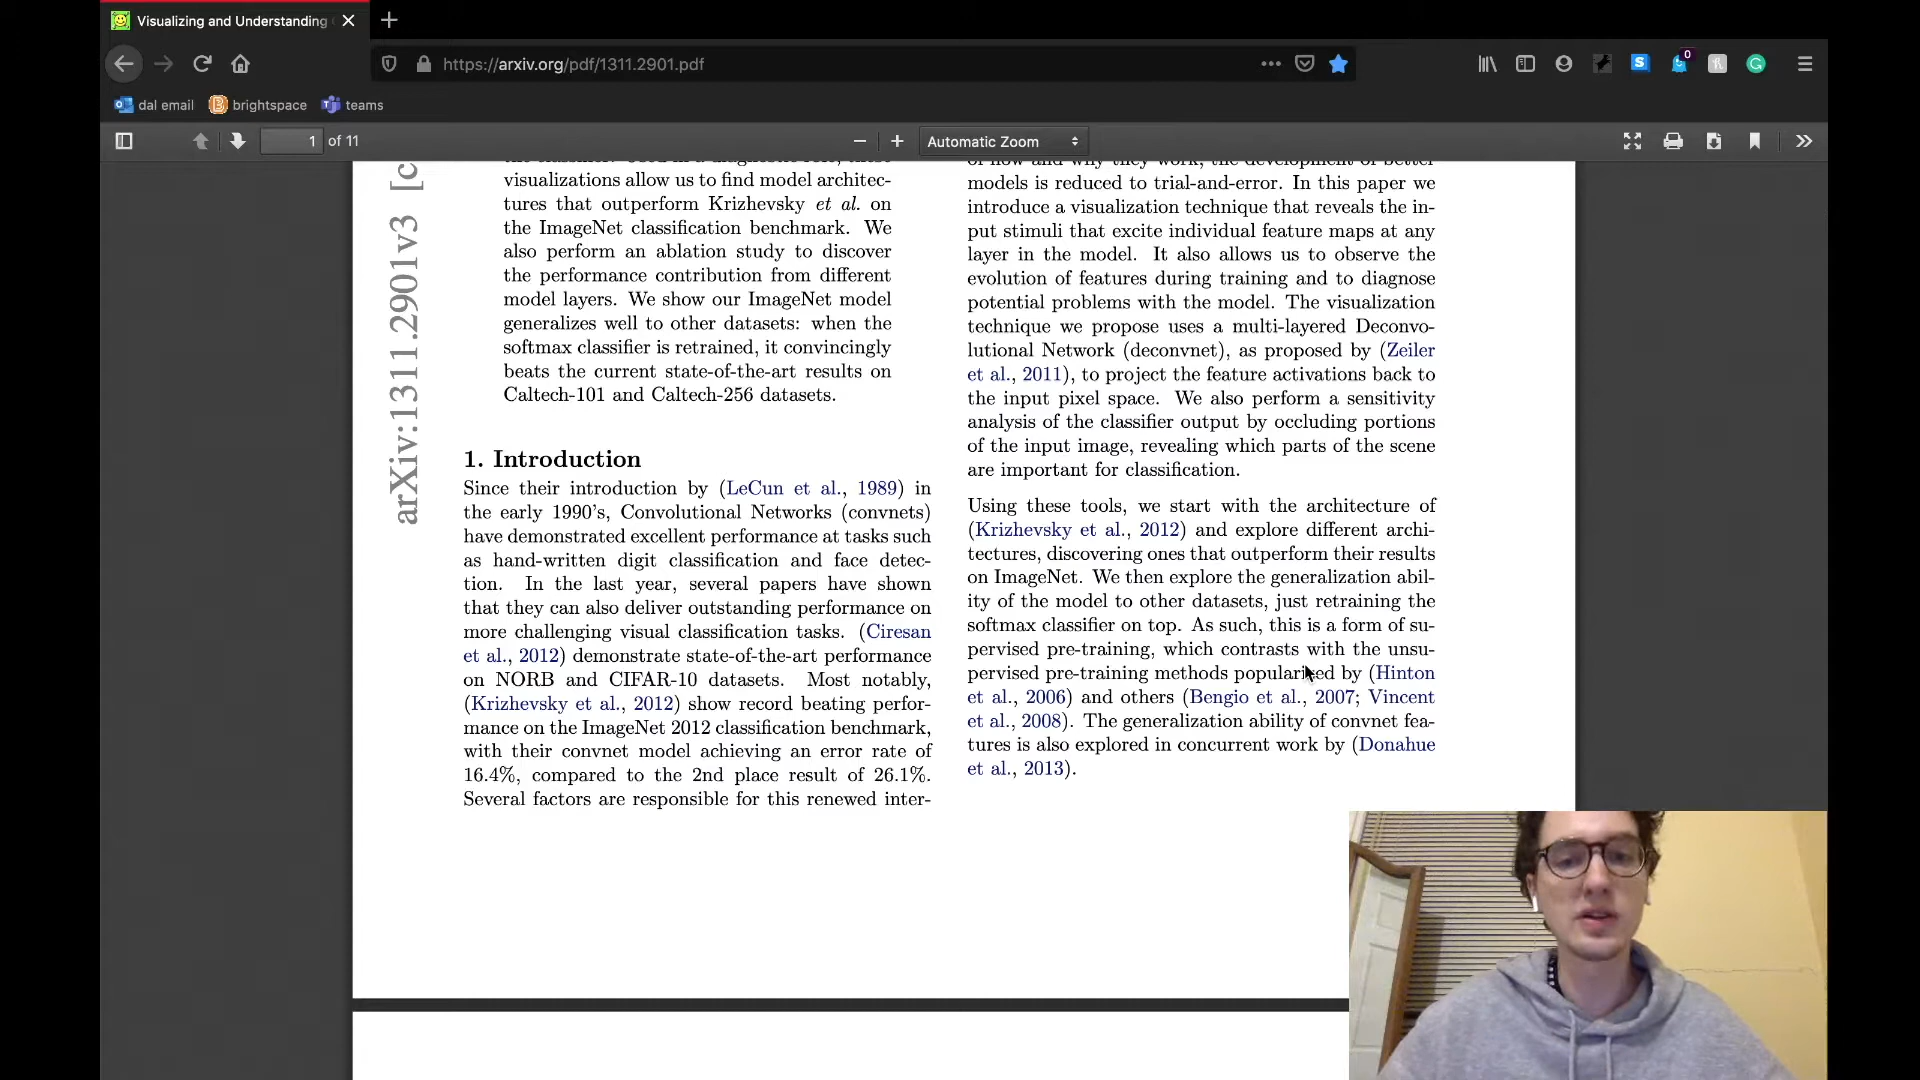 Visualizing and Understanding
https://arxiv.org/pdf/1311.2901.pdf
0
dal email
brightspace
teams
1 of 11
Automatic Zoom
arXiv:1311.2901v3 [c
visualizations allow us to find model architec-
tures that outperform Krizhevsky et al. on
the ImageNet classification benchmark. We
also perform an ablation study to discover
the performance contribution from different
model layers. We show our ImageNet model
generalizes well to other datasets: when the
softmax classifier is retrained, it convincingly
beats the current state-of-the-art results on
Caltech-101 and Caltech-256 datasets.
1. Introduction
Since their introduction by (LeCun et al., 1989) in
the early 1990's, Convolutional Networks (convnets)
have demonstrated excellent performance at tasks such
as hand-written digit classification and face detec-
tion. In the last year, several papers have shown
that they can also deliver outstanding performance on
more challenging visual classification tasks. (Ciresan
et al., 2012) demonstrate state-of-the-art performance
on NORB and CIFAR-10 datasets. Most notably,
(Krizhevsky et al., 2012) show record beating perfor-
mance on the ImageNet 2012 classification benchmark,
with their convnet model achieving an error rate of
16.4%, compared to the 2nd place result of 26.1%.
Several factors are responsible for this renewed inter-
of how and why they work, the development of better
models is reduced to trial-and-error. In this paper we
introduce a visualization technique that reveals the in-
put stimuli that excite individual feature maps at any
layer in the model. It also allows us to observe the
evolution of features during training and to diagnose
potential problems with the model. The visualization
technique we propose uses a multi-layered Deconvo-
lutional Network (deconvnet), as proposed by (Zeiler
et al., 2011), to project the feature activations back to
the input pixel space. We also perform a sensitivity
analysis of the classifier output by occluding portions
of the input image, revealing which parts of the scene
are important for classification.
Using these tools, we start with the architecture of
(Krizhevsky et al., 2012) and explore different archi-
tectures, discovering ones that outperform their results
on ImageNet. We then explore the generalization abil-
ity of the model to other datasets, just retraining the
softmax classifier on top. As such, this is a form of su-
pervised pre-training, which contrasts with the unsu-
pervised pre-training methods popularized by (Hinton
et al., 2006) and others (Bengio et al., 2007; Vincent
et al., 2008). The generalization ability of convnet fea-
tures is also explored in concurrent work by (Donahue
et al., 2013).